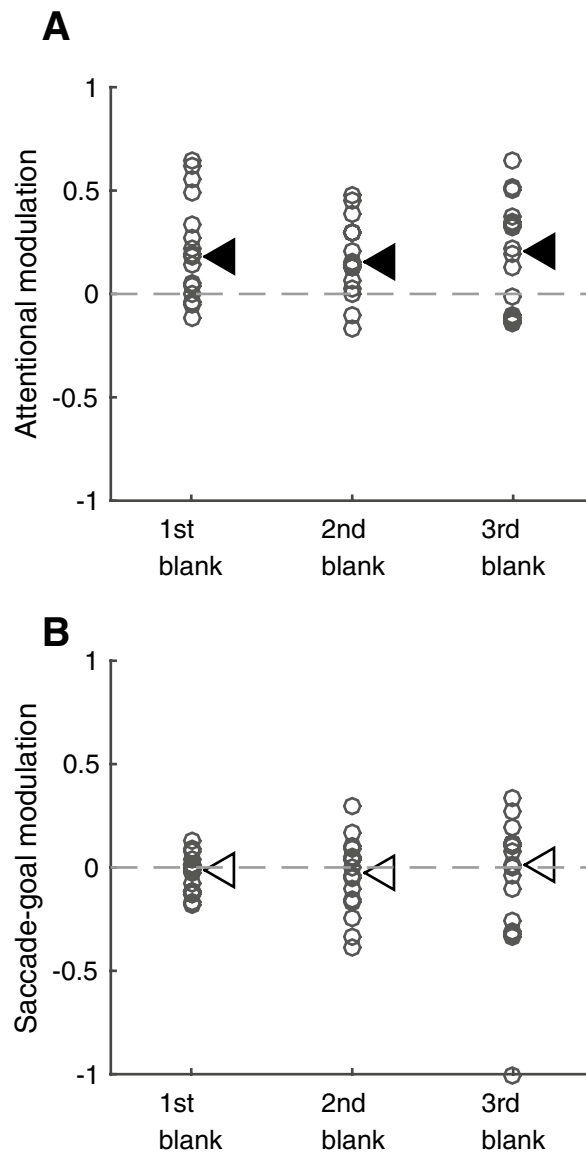 A
Attentional modulation
1
0.5
0
-0.5
-1
1st
blank
2nd
blank
3rd
blank
B
Saccade-goal modulation
1
0.5
0
-0.5
-1
1st
blank
2nd
blank
3rd
blank